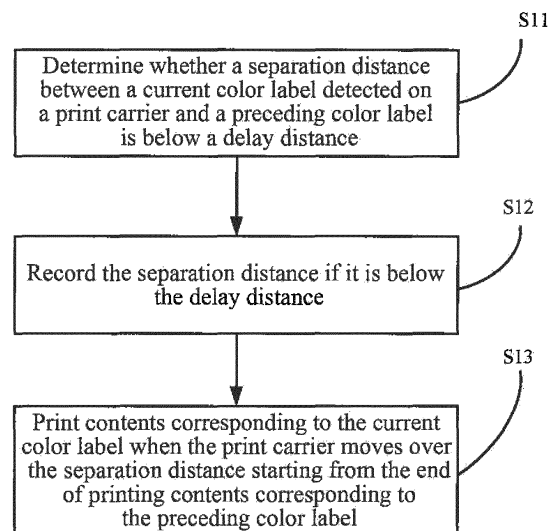 S11
Determine whether a separation distance
between a current color label detected on
a print carrier and a preceding color label
is below a delay distance
S12
Record the separation distance if it is below
the delay distance
S13
Print contents corresponding to the current
color label when the print carrier moves over
the separation distance starting from the end
of printing contents corresponding to
the preceding color label